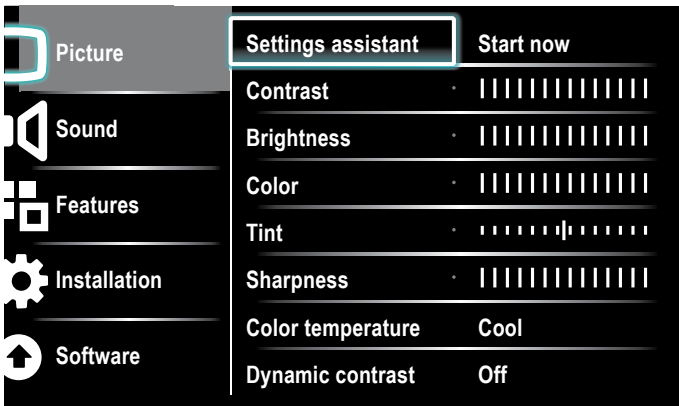 Picture
Sound
Features
Installation
Software
Settings assistant Start now
Contrast
Brightness
Color
Tint
Sharpness
Color temperature Cool
Dynamic contrast Off